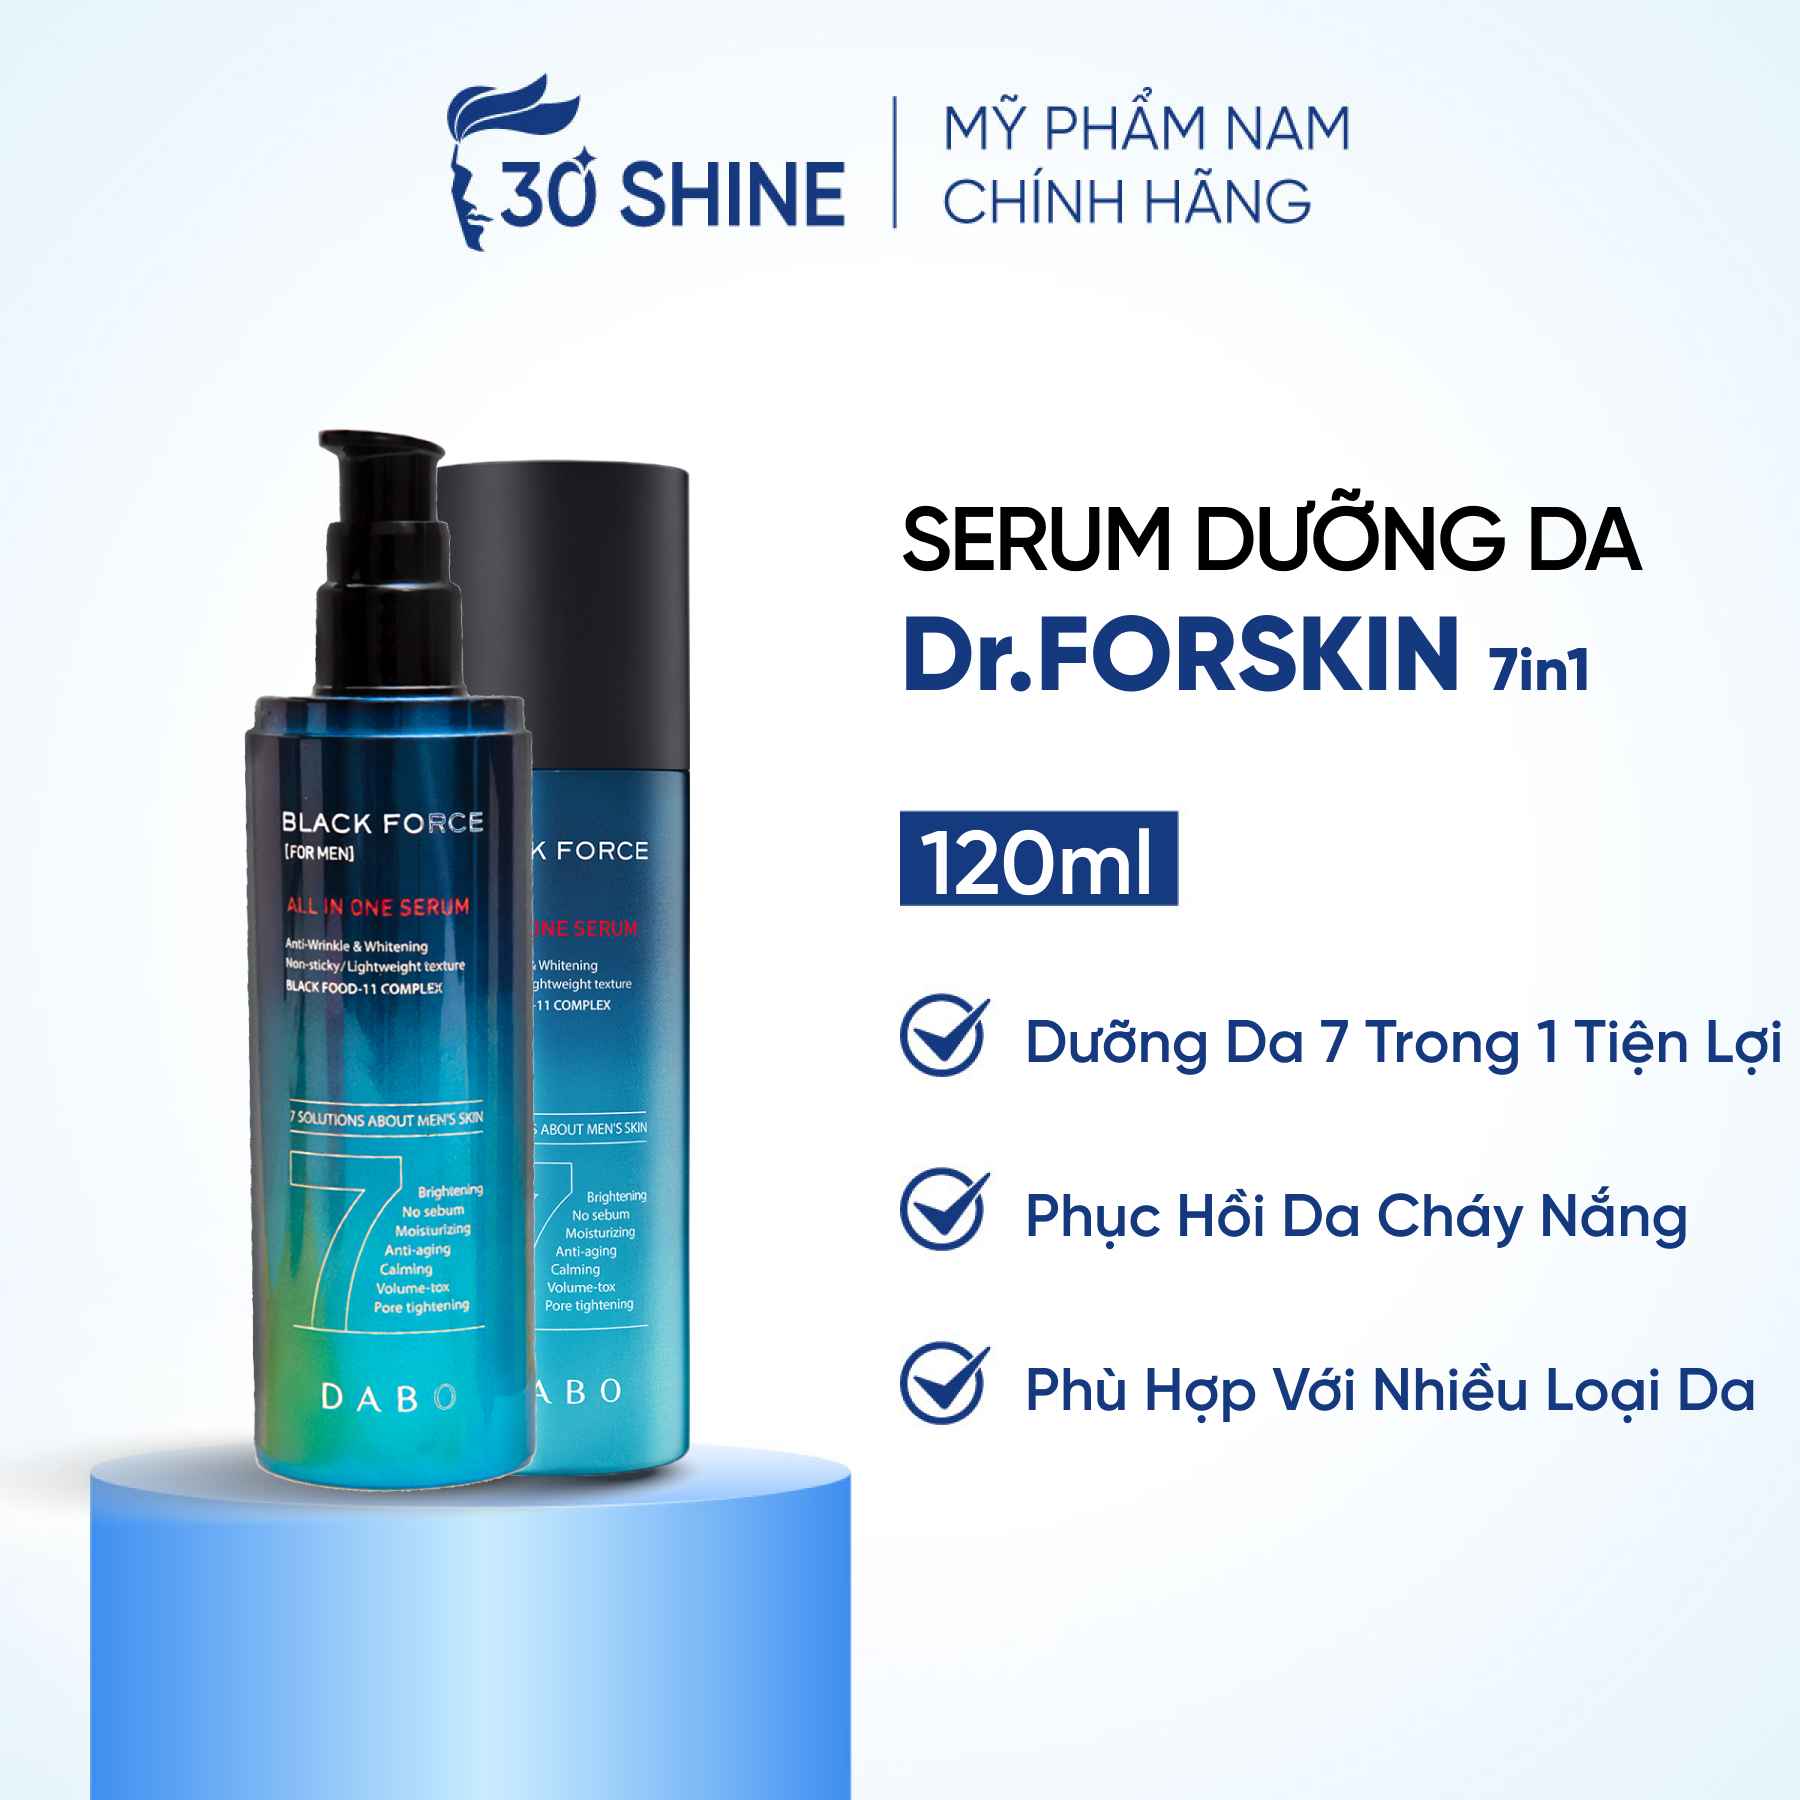 30 SHINE
MỸ PHẨM NAM
CHÍNH HÃNG
SERUM DƯỠNG DA
Dr.FORSKIN 7in1
120ml
Dưỡng Da 7 Trong 1 Tiện Lợi
Phục Hồi Da Cháy Nắng
Phù Hợp Với Nhiều Loại Da
BLACK FORCE
[FOR MEN]
ALL IN ONE SERUM
Anti-Wrinkle & Whitening
Non-sticky/Lightweight texture
BLACK FOOD-11 COMPLEX
7 SOLUTIONS ABOUT MEN'S SKIN
7
Brightening
No sebum
Moisturizing
Anti-aging
Calming
Volume-tox
Pore tightening
DABO
K FORCE
ONE SERUM
& Whitening
ghtweight texture
-11 COMPLEX
S ABOUT MEN'S SKIN
7
Brightening
No sebum
Moisturizing
Anti-aging
Calming
Volume-tox
Pore tightening
ABO